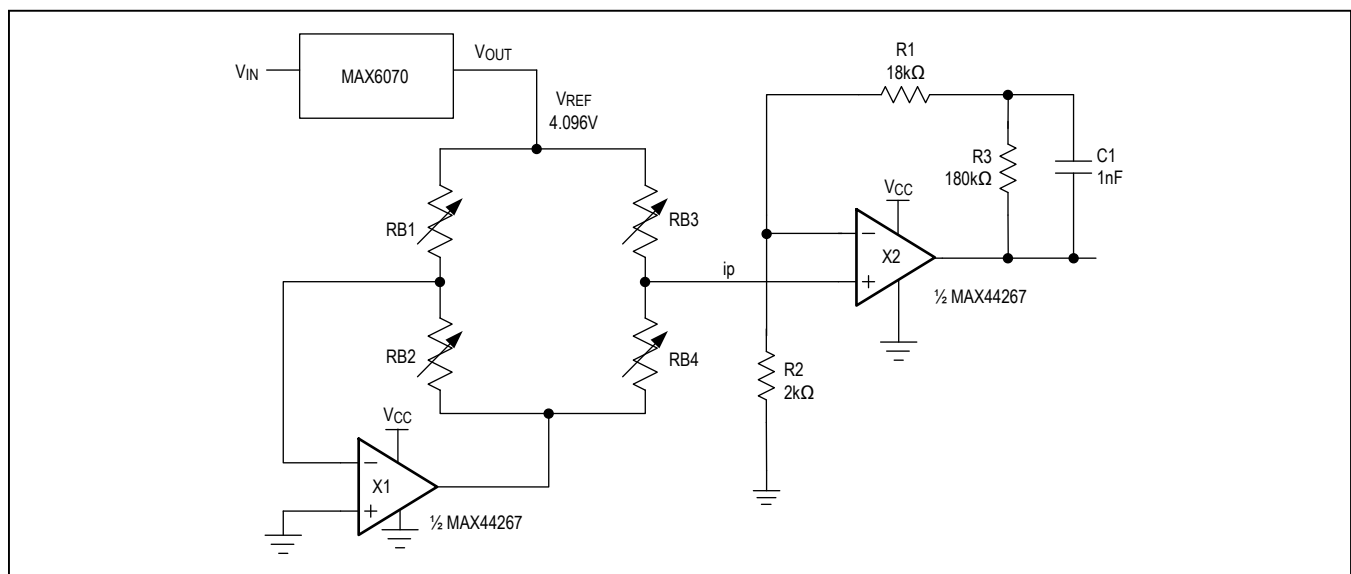 VIN
MAX6070
VOUT
VREF
4.096V
RB1
RB2
RB3
RB4
ip
VCC
X1
½ MAX44267
VCC
X2
½ MAX44267
R1
18kΩ
R2
2kΩ
R3
180kΩ
C1
1nF
−
+
−
+